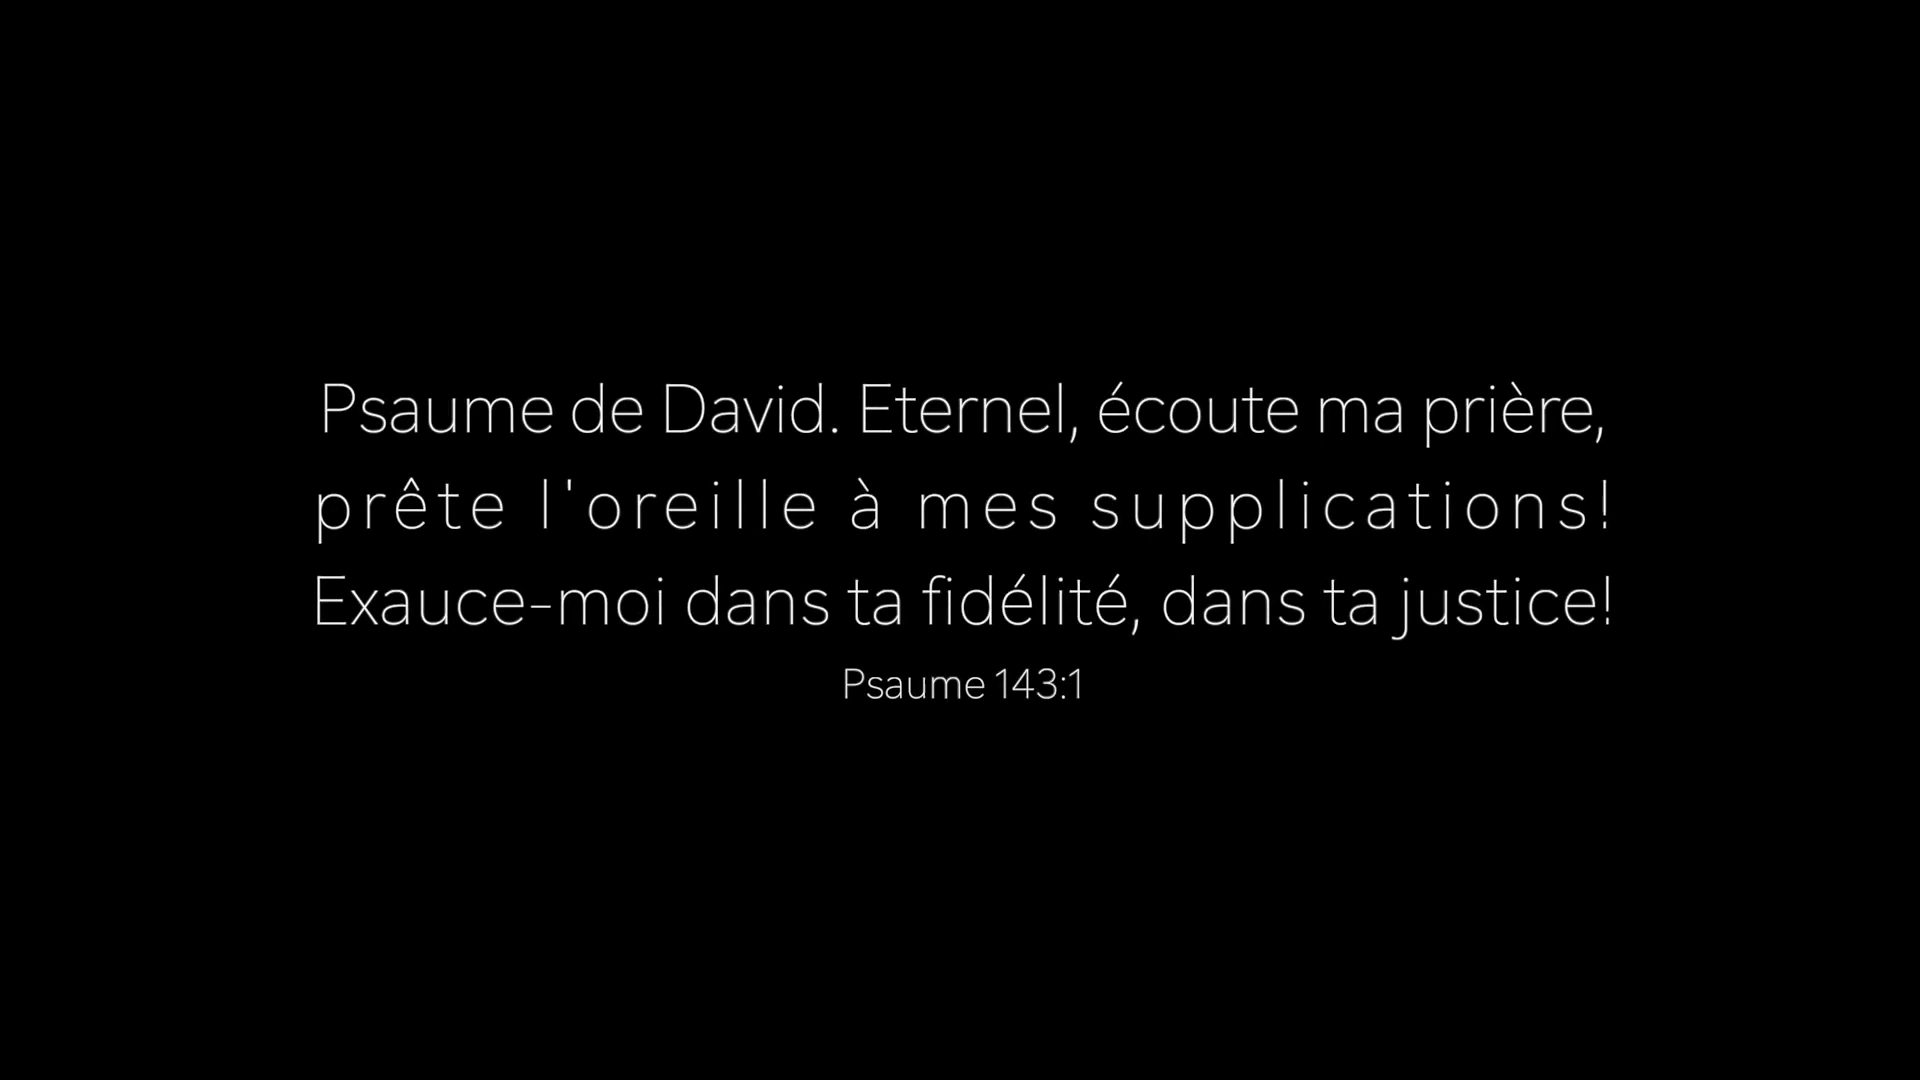 Psaume de David. Eternel, écoute ma prière,
prête l'oreille à mes supplications!
Exauce-moi dans ta fidélité, dans ta justice!
Psaume 143:1